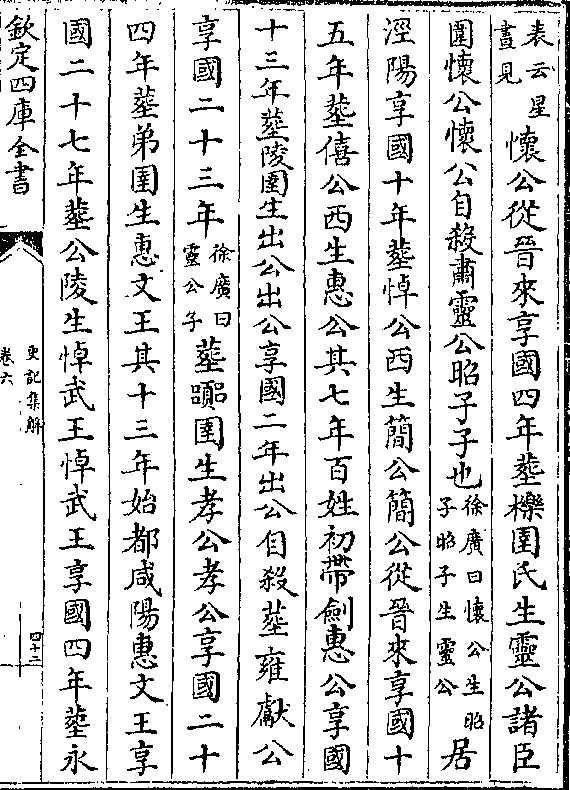 表云星
晝見
懷公從晉來享國四年葬櫟圉氏生靈公諸臣
圍懷公懷公自殺肅靈公昭子子也
徐廣曰懷公生昭
子昭子生靈公
居
涇陽享國十年葬悼公西生簡公簡公從晉來享國十
五年葬僖公西生惠公其七年百姓初帶劍惠公享國
十三年葬陵圉生出公出公享國二年出公自殺葬雍獻公
享國二十三年
徐廣曰
靈公子
葬嚻圉生孝公孝公享國二十
四年葬弟圉生惠文王其十三年始都咸陽惠文王享
國二十七年葬公陵生悼武王悼武王享國四年葬永
欽定四庫全書
史記集解
卷六
四十二